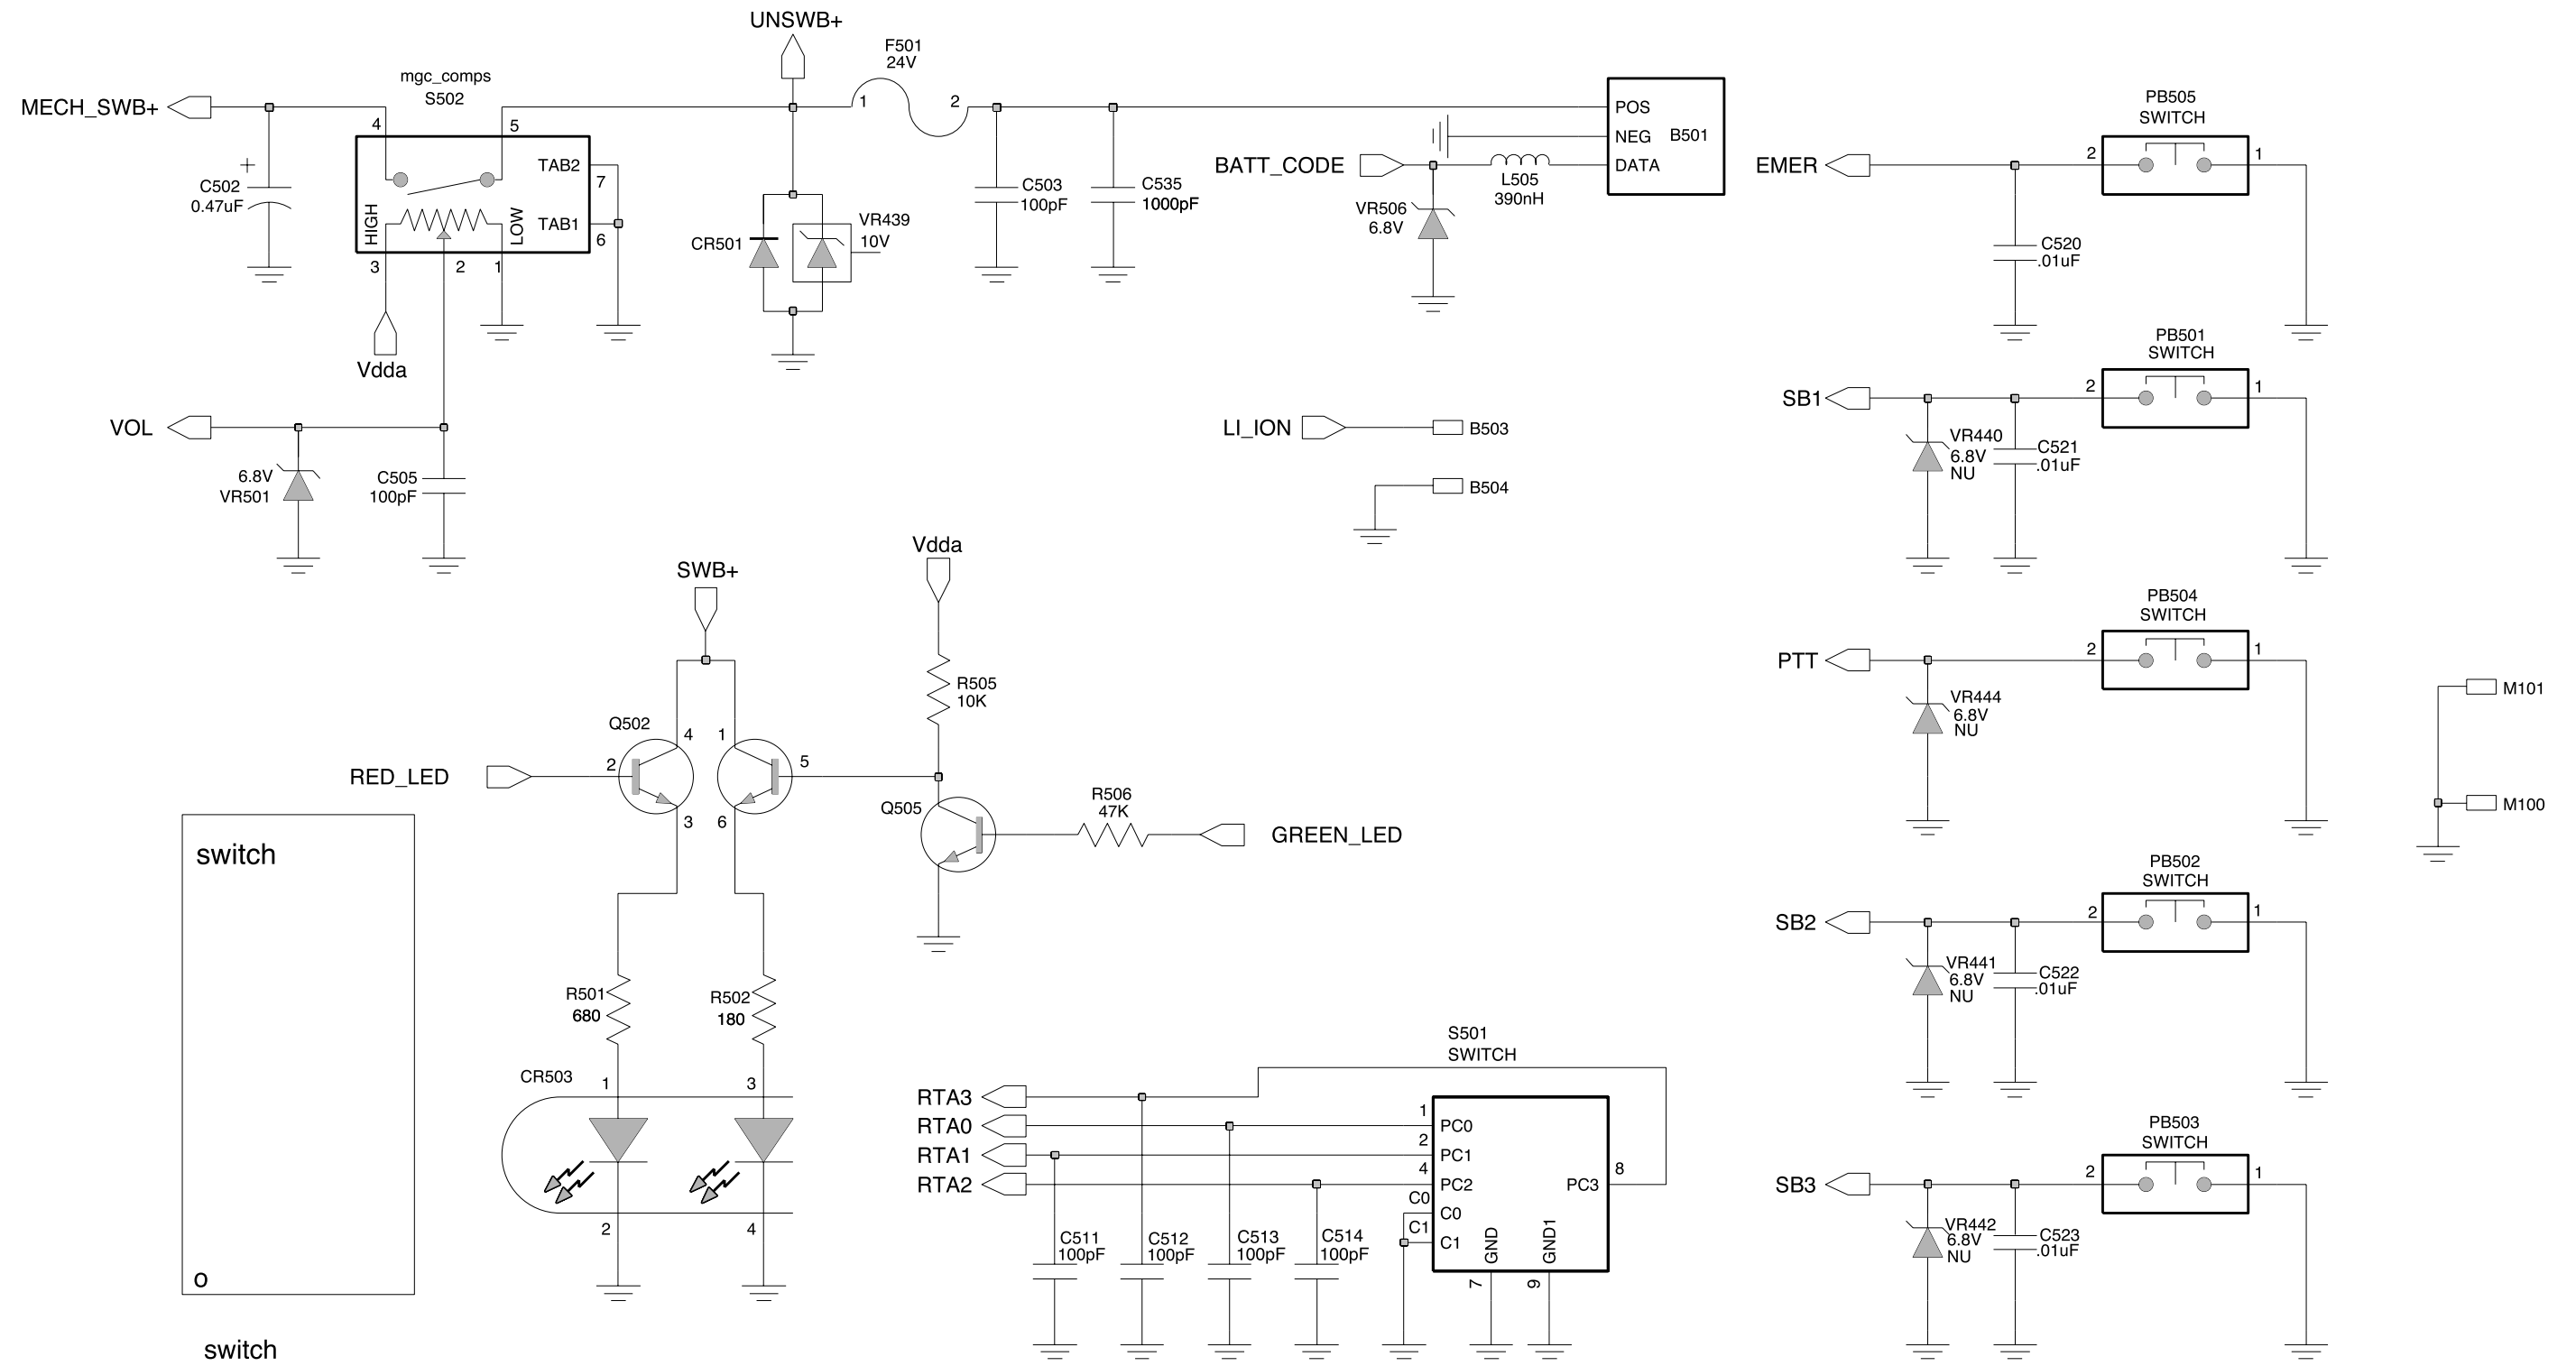 UNSWB+
F501
24V
mgc_comps
S502
MECH_SWB+
4
5
1
2
POS
NEG
DATA
B501
TAB2
7
TAB1
6
HIGH
LOW
3
2
1
+
C502
0.47uF
Vdda
CR501
VR439
10V
C503
100pF
C535
1000pF
BATT_CODE
L505
390nH
VR506
6.8V
PB505
SWITCH
EMER
2
1
C520
.01uF
PB501
SWITCH
SB1
2
1
VR440
6.8V
NU
C521
.01uF
VOL
6.8V
VR501
C505
100pF
LI_ION
B503
B504
SWB+
Vdda
R505
10K
Q502
4
1
RED_LED
2
5
3
6
Q505
R506
47K
GREEN_LED
PB504
SWITCH
PTT
2
1
VR444
6.8V
NU
M101
M100
switch
o
switch
R501
680
R502
180
CR503
1
3
2
4
PB502
SWITCH
SB2
2
1
VR441
6.8V
NU
C522
.01uF
S501
SWITCH
RTA3
RTA0
RTA1
RTA2
1
2
4
C0
C1
PC0
PC1
PC2
C0
C1
PC3
8
GND
GND1
7
9
C511
100pF
C512
100pF
C513
100pF
C514
100pF
PB503
SWITCH
SB3
2
1
VR442
6.8V
NU
C523
.01uF